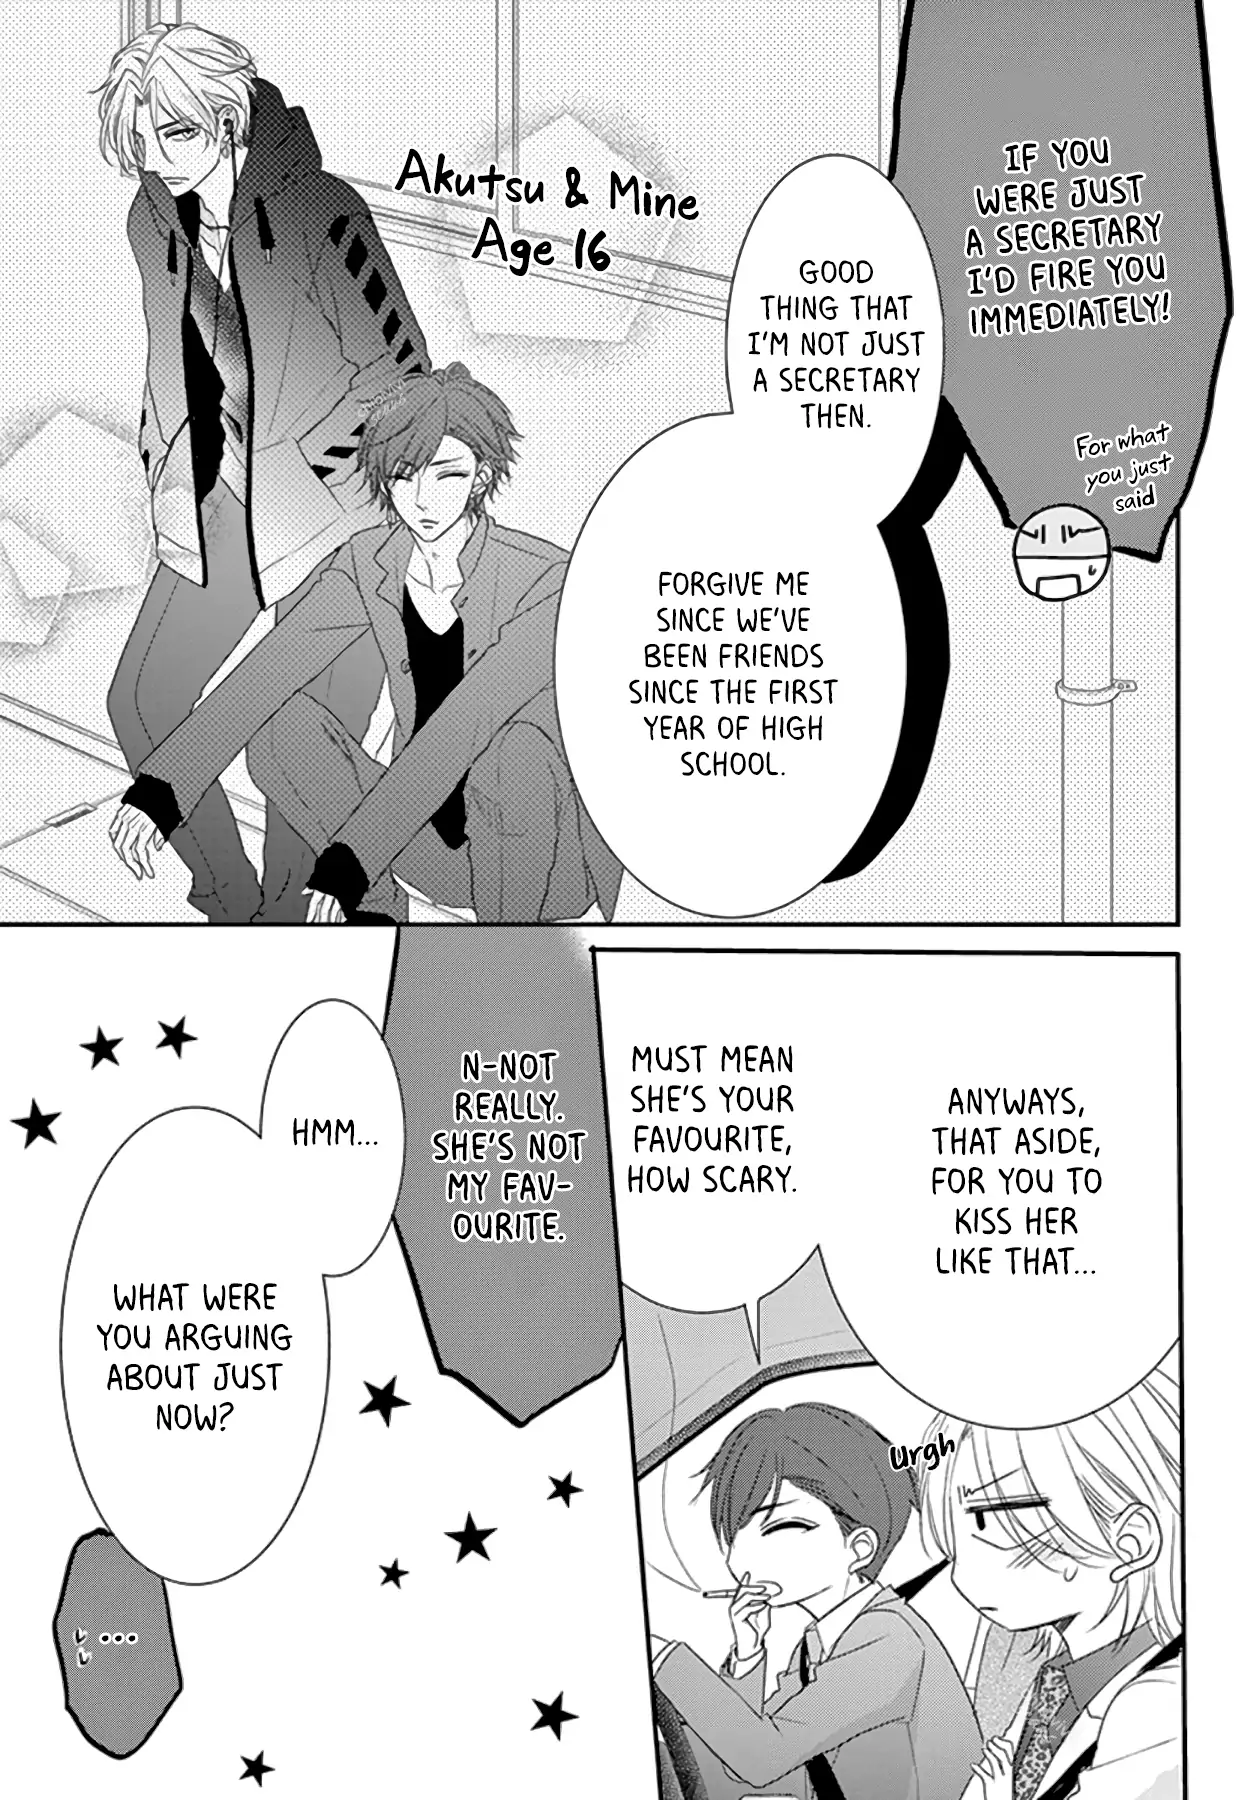 IF YOU
WERE JUST
A SECRETARY
I'D FIRE YOU
IMMEDIATELY!
For what
you just
said
GOOD
THING THAT
I'M NOT JUST
A SECRETARY
THEN.
FORGIVE ME
SINCE WE'VE
BEEN FRIENDS
SINCE THE FIRST
YEAR OF HIGH
SCHOOL.
Akutsu & Mine
Age 16
ANYWAYS,
THAT ASIDE,
FOR YOU TO
KISS HER
LIKE THAT...
MUST MEAN
SHE'S YOUR
FAVOURITE,
HOW SCARY.
Urgh
N-NOT
REALLY.
SHE'S NOT
MY FAV-
OURITE.
HMM...
WHAT WERE
YOU ARGUING
ABOUT JUST
NOW?
...